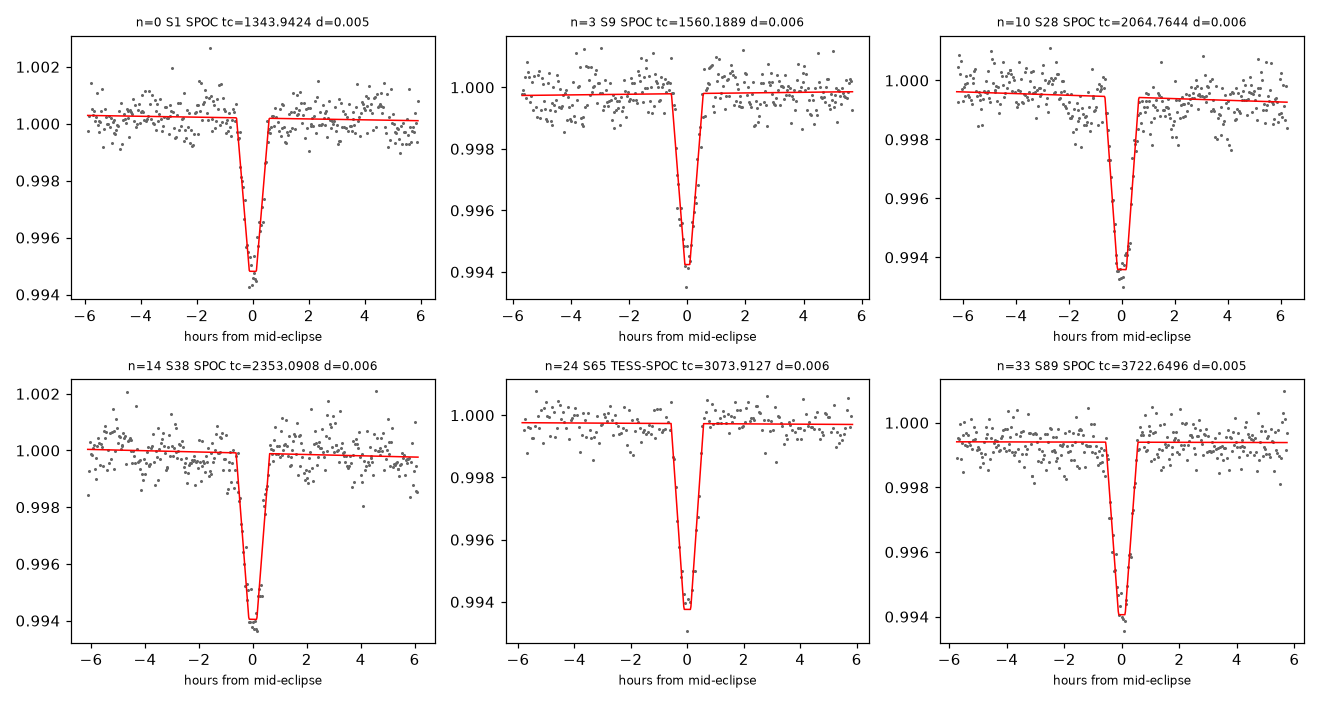 n=0 S1 SPOC tc=1343.9424 d=0.005
1.002
1.000
0.998
0.996
0.994
−6 −4 −2 0 2 4 6
hours from mid-eclipse
n=3 S9 SPOC tc=1560.1889 d=0.006
1.000
0.998
0.996
0.994
−6 −4 −2 0 2 4 6
hours from mid-eclipse
n=10 S28 SPOC tc=2064.7644 d=0.006
1.000
0.998
0.996
0.994
−6 −4 −2 0 2 4 6
hours from mid-eclipse
n=14 S38 SPOC tc=2353.0908 d=0.006
1.002
1.000
0.998
0.996
0.994
−6 −4 −2 0 2 4 6
hours from mid-eclipse
n=24 S65 TESS-SPOC tc=3073.9127 d=0.006
1.000
0.998
0.996
0.994
−6 −4 −2 0 2 4 6
hours from mid-eclipse
n=33 S89 SPOC tc=3722.6496 d=0.005
1.000
0.998
0.996
0.994
−6 −4 −2 0 2 4 6
hours from mid-eclipse